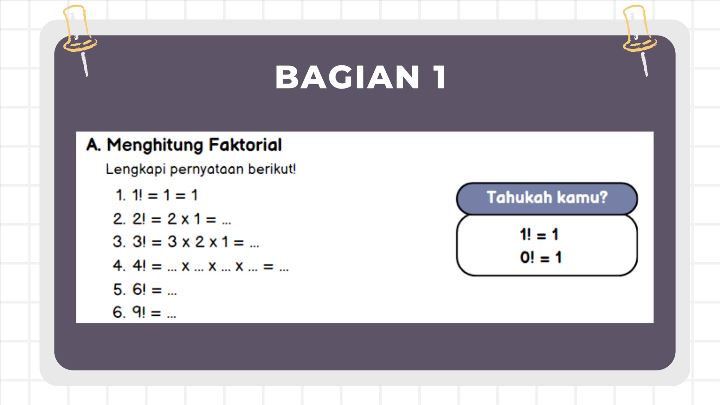 BAGIAN 1
A. Menghitung Faktorial
Lengkapi pernyataan berikut!
1. 1! = 1 = 1
2. 2! = 2 x 1 = ...
3. 3! = 3 x 2 x 1 = ...
4. 4! = ... x ... x ... x ... = ...
5. 6! = ...
6. 9! = ...
Tahukah kamu?
1! = 1
0! = 1